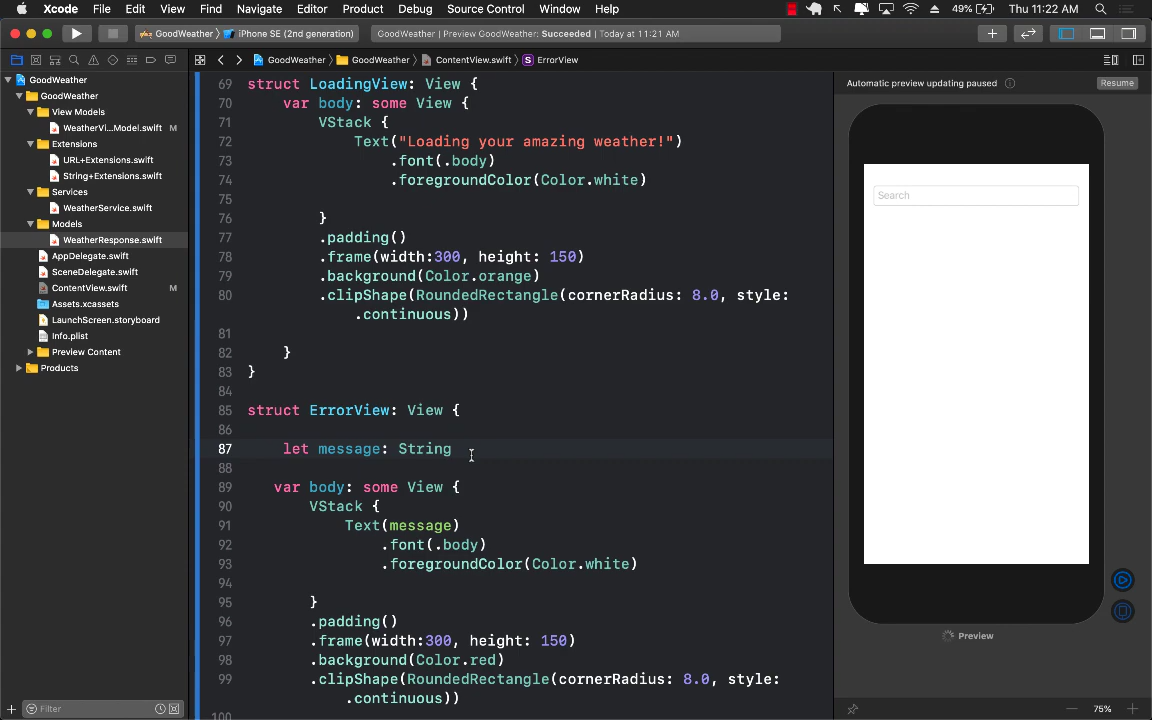 Xcode File Edit View Find Navigate Editor Product Debug Source Control Window Help 49% Thu 11:22 AM
GoodWeather iPhone SE (2nd generation) GoodWeather | Preview GoodWeather: Succeeded | Today at 11:21 AM
GoodWeather GoodWeather ContentView.swift S ErrorView
GoodWeather
GoodWeather
View Models
WeatherVi...Model.swift M
Extensions
URL+Extensions.swift
String+Extensions.swift
Services
WeatherService.swift
Models
WeatherResponse.swift
AppDelegate.swift
SceneDelegate.swift
ContentView.swift M
Assets.xcassets
LaunchScreen.storyboard
Info.plist
Preview Content
Products
Filter
69 struct LoadingView: View {
70 var body: some View {
71 VStack {
72 Text("Loading your amazing weather!")
73 .font(.body)
74 .foregroundColor(Color.white)
75
76 }
77 .padding()
78 .frame(width:300, height: 150)
79 .background(Color.orange)
80 .clipShape(RoundedRectangle(cornerRadius: 8.0, style:
.continuous))
81
82 }
83 }
84
85 struct ErrorView: View {
86
87 let message: String
88
89 var body: some View {
90 VStack {
91 Text(message)
92 .font(.body)
93 .foregroundColor(Color.white)
94
95 }
96 .padding()
97 .frame(width:300, height: 150)
98 .background(Color.red)
99 .clipShape(RoundedRectangle(cornerRadius: 8.0, style:
.continuous))
100
Automatic preview updating paused Resume
Search
Preview
75%